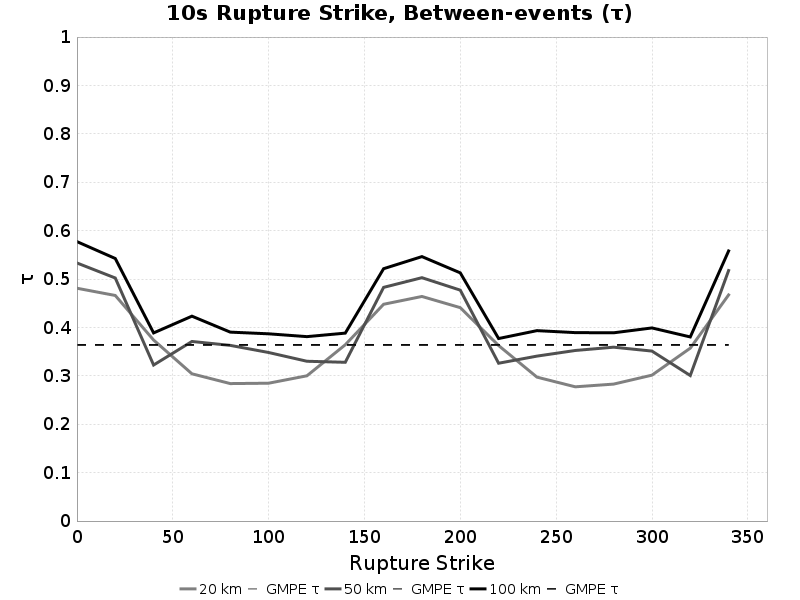 10s Rupture Strike, Between-events (τ)
1
0.9
0.8
0.7
0.6
0.5
0.4
0.3
0.2
0.1
0
τ
0 50 100 150 200 250 300 350
Rupture Strike
20 km GMPE τ 50 km GMPE τ 100 km GMPE τ